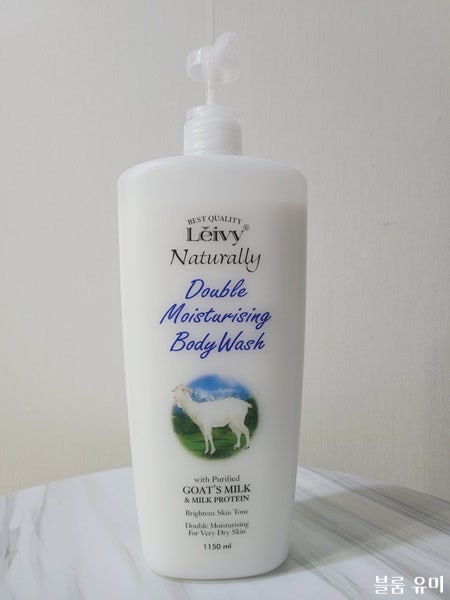 BEST QUALITY
Lĕivy®
Naturally
Double
Moisturising
Body Wash
with Purified
GOAT'S MILK
& MILK PROTEIN
Brightens Skin Tone
Double Moisturising
For Very Dry Skin
1150 ml
블룸 유미